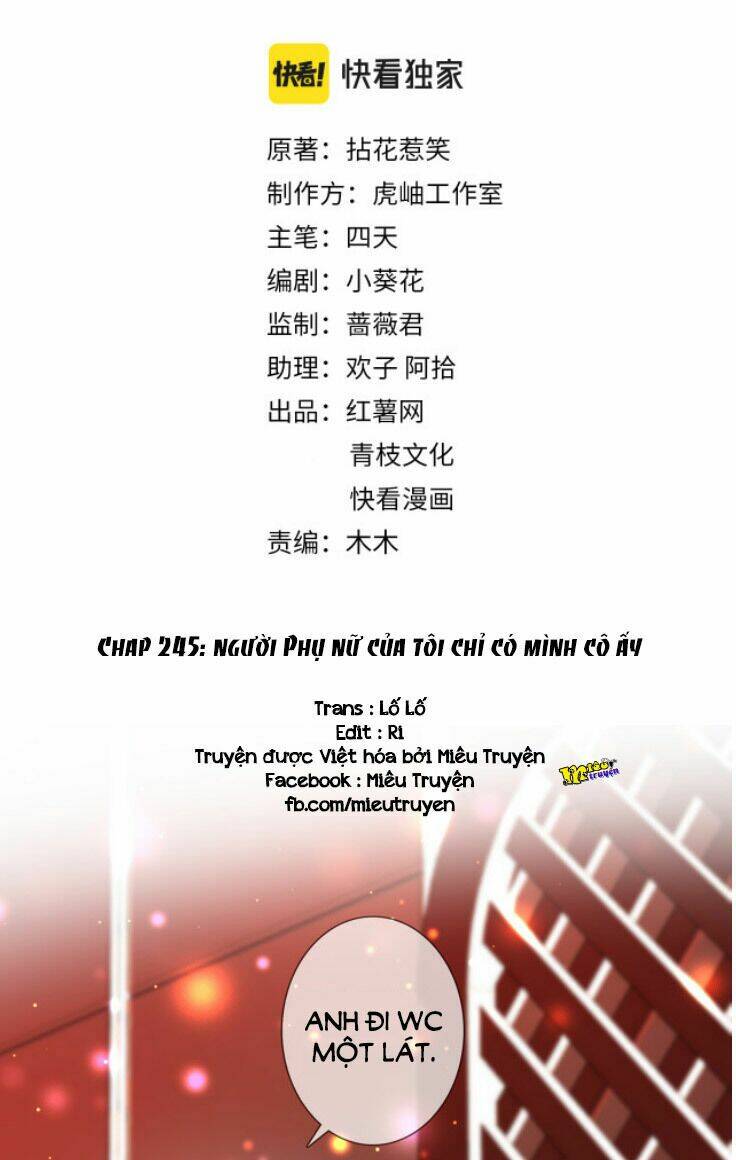 快看! 快看独家
原著：拈花惹笑
制作方：虎岫工作室
主笔：四天
编剧：小葵花
监制：蔷薇君
助理：欢子 阿拾
出品：红薯网
青枝文化
快看漫画
责编：木木
Chap 245: người Phụ nữ của tôi chỉ có mình cô ấy
Trans : Lố Lố
Edit : Ri
Truyện được Việt hóa bởi Miêu Truyện
Miêu
truyện
Facebook : Miêu Truyện
fb.com/mieutruyen
ANH ĐI WC
MỘT LÁT.